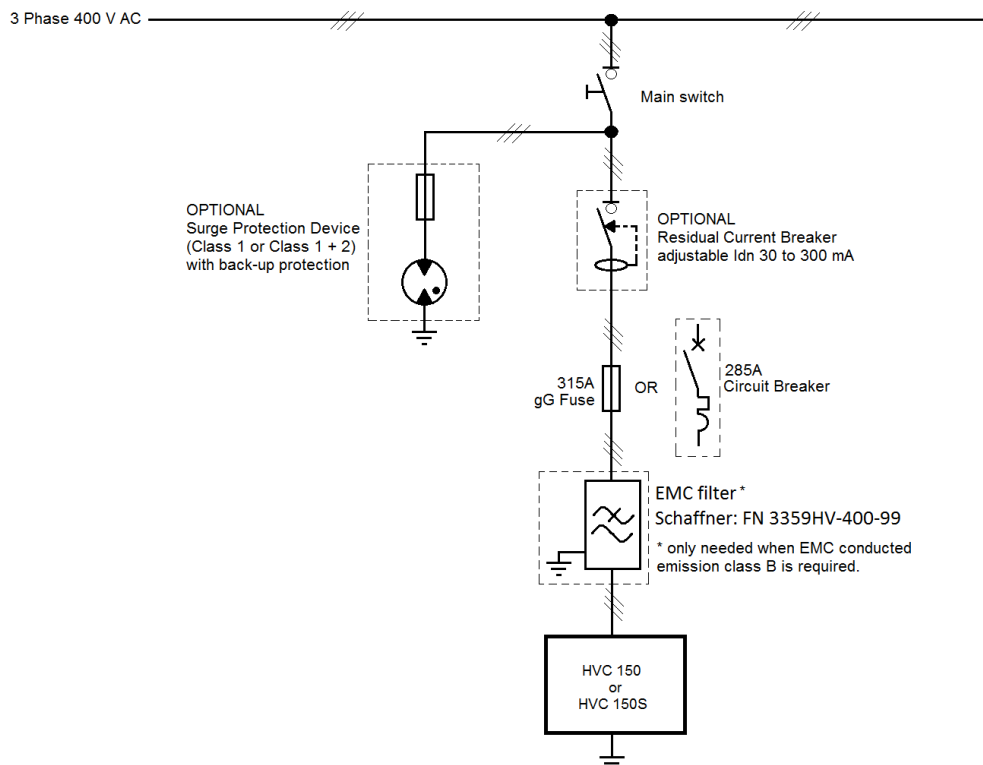 3 Phase 400 V AC
Main switch
OPTIONAL
Surge Protection Device
(Class 1 or Class 1 + 2)
with back-up protection
OPTIONAL
Residual Current Breaker
adjustable Idn 30 to 300 mA
315A
gG Fuse
OR
285A
Circuit Breaker
EMC filter *
Schaffner: FN 3359HV-400-99
* only needed when EMC conducted
emission class B is required.
HVC 150
or
HVC 150S